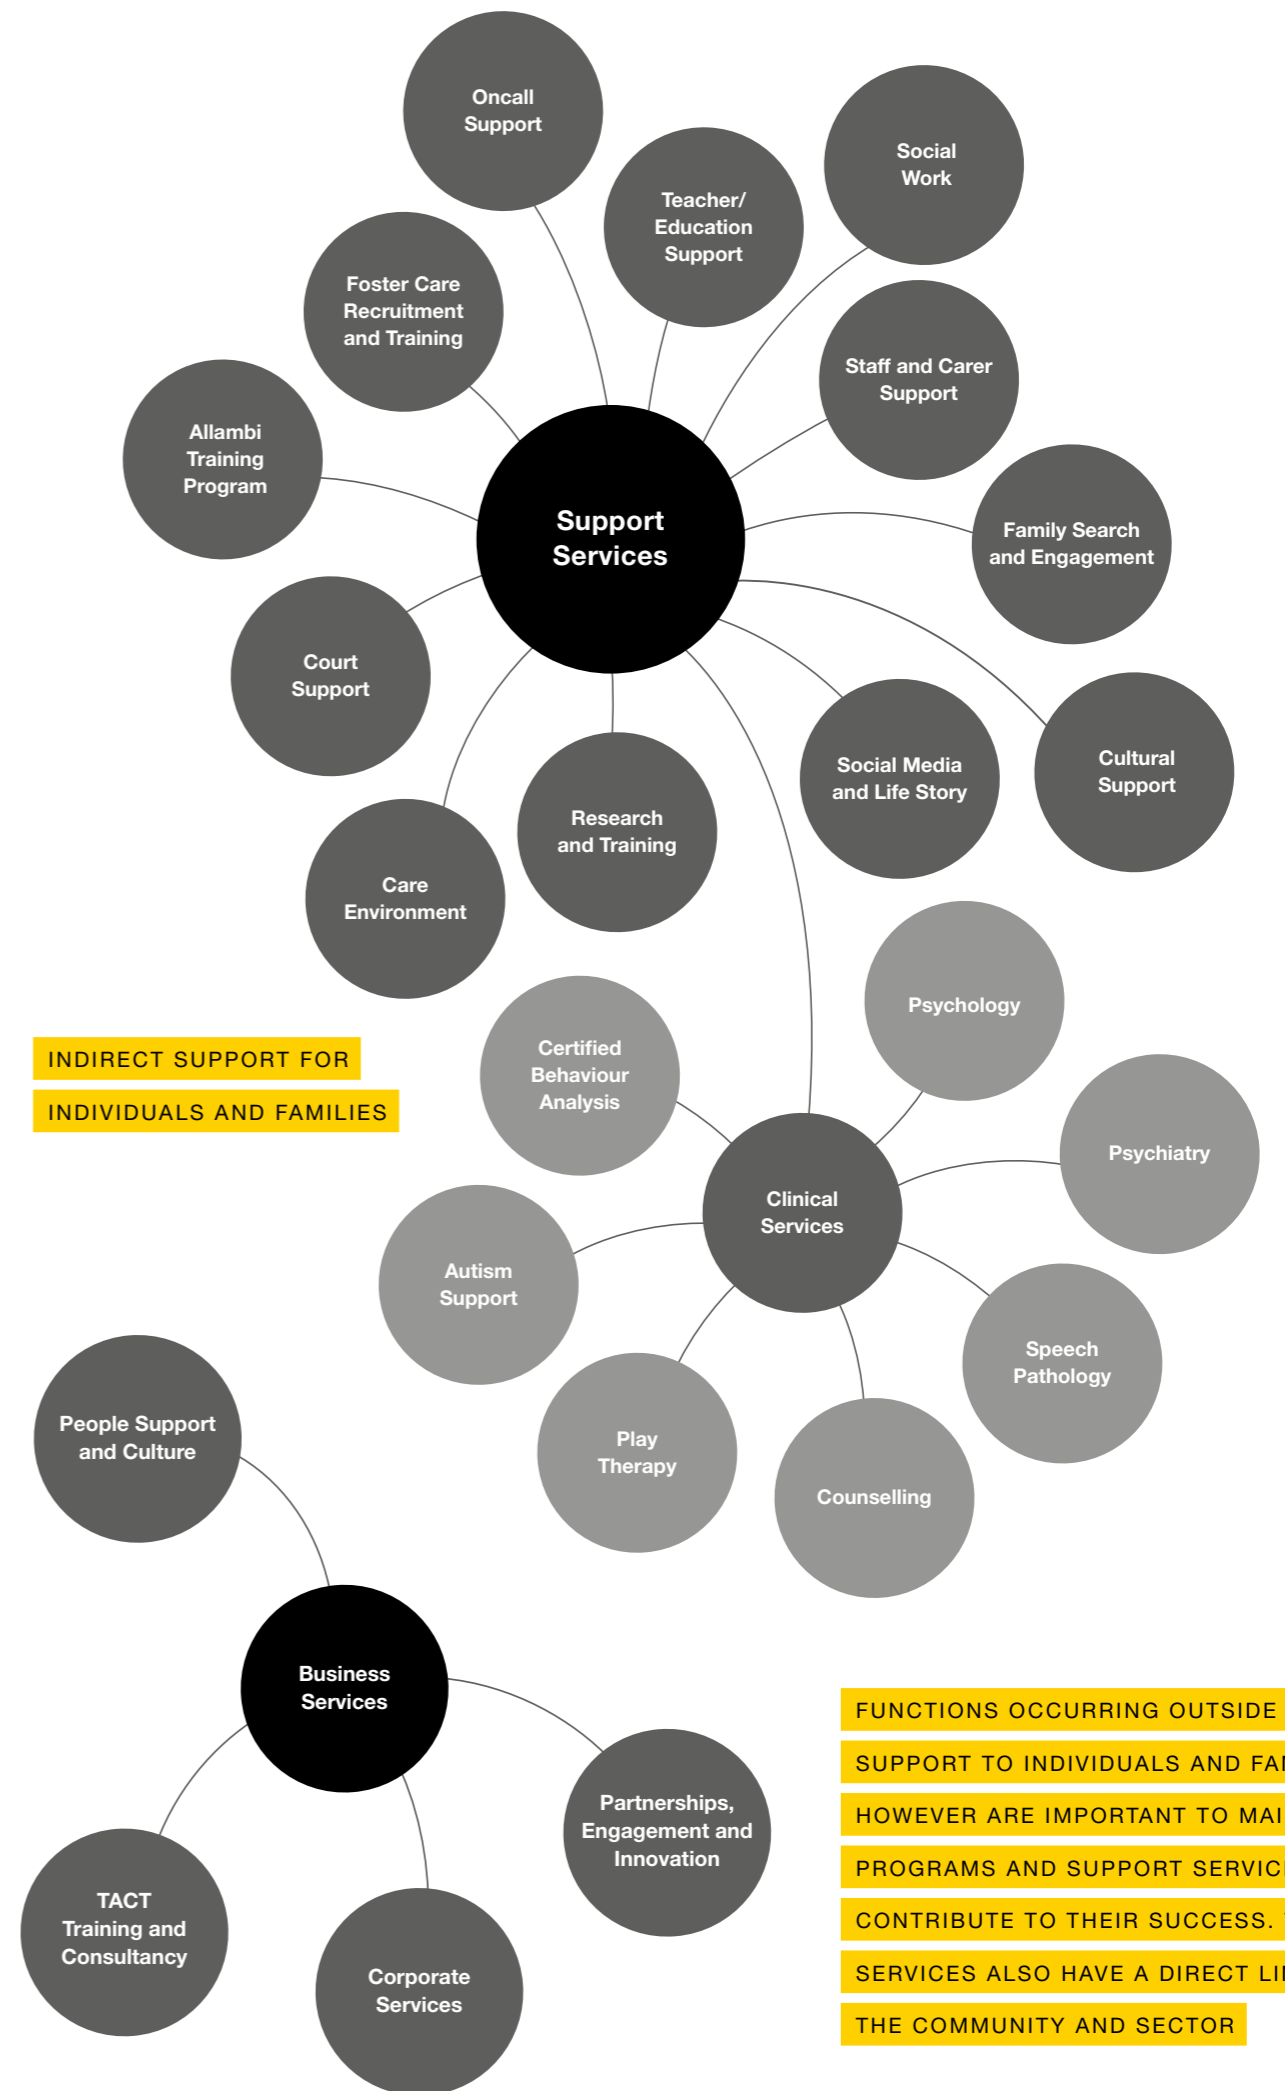 Oncall
Support
Social
Work
Teacher/
Education
Support
Foster Care
Recruitment
and Training
Staff and Carer
Support
Allambi
Training
Program
Support
Services
Family Search
and Engagement
Court
Support
Social Media
and Life Story
Cultural
Support
Research
and Training
Care
Environment
Psychology
Certified
Behaviour
Analysis
INDIRECT SUPPORT FOR
INDIVIDUALS AND FAMILIES
Psychiatry
Clinical
Services
Autism
Support
Speech
Pathology
Play
Therapy
Counselling
People Support
and Culture
Business
Services
Partnerships,
Engagement and
Innovation
TACT
Training and
Consultancy
Corporate
Services
FUNCTIONS OCCURRING OUTSIDE
SUPPORT TO INDIVIDUALS AND
HOWEVER ARE IMPORTANT TO
PROGRAMS AND SUPPORT
CONTRIBUTE TO THEIR SUCCESS.
SERVICES ALSO HAVE A DIRECT
THE COMMUNITY AND SECTOR